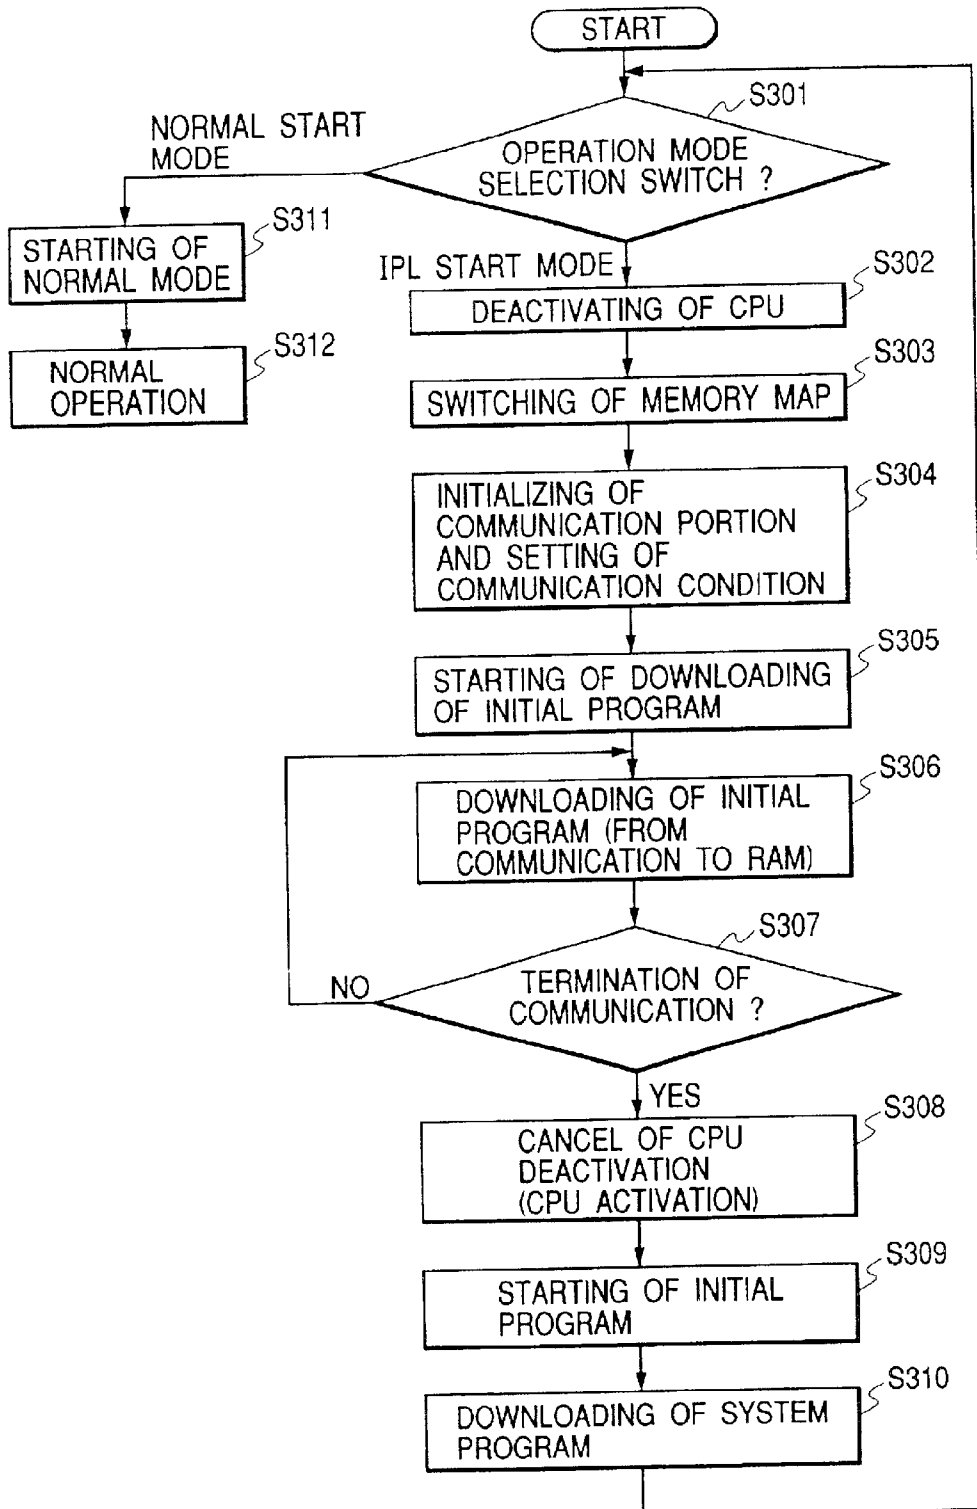 START
S301
OPERATION MODE
SELECTION SWITCH ?
NORMAL START
MODE
S311
STARTING OF
NORMAL MODE
S312
NORMAL
OPERATION
IPL START MODE
S302
DEACTIVATING OF CPU
S303
SWITCHING OF MEMORY MAP
S304
INITIALIZING OF
COMMUNICATION PORTION
AND SETTING OF
COMMUNICATION CONDITION
S305
STARTING OF DOWNLOADING
OF INITIAL PROGRAM
S306
DOWNLOADING OF INITIAL
PROGRAM (FROM
COMMUNICATION TO RAM)
S307
TERMINATION OF
COMMUNICATION ?
NO
YES
S308
CANCEL OF CPU
DEACTIVATION
(CPU ACTIVATION)
S309
STARTING OF INITIAL
PROGRAM
S310
DOWNLOADING OF SYSTEM
PROGRAM